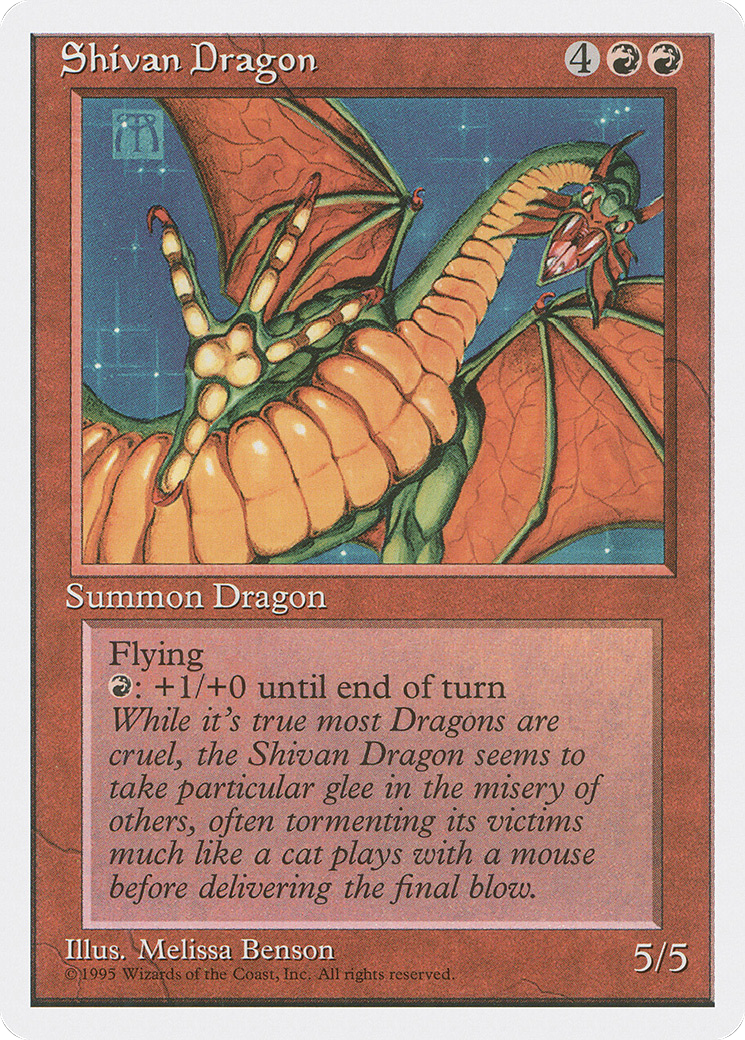 Shivan Dragon
4
Summon Dragon
Flying
: +1/+0 until end of turn
While it's true most Dragons are
cruel, the Shivan Dragon seems to
take particular glee in the misery of
others, often tormenting its victims
much like a cat plays with a mouse
before delivering the final blow.
Illus. Melissa Benson
5/5
©1995 Wizards of the Coast, Inc. All rights reserved.